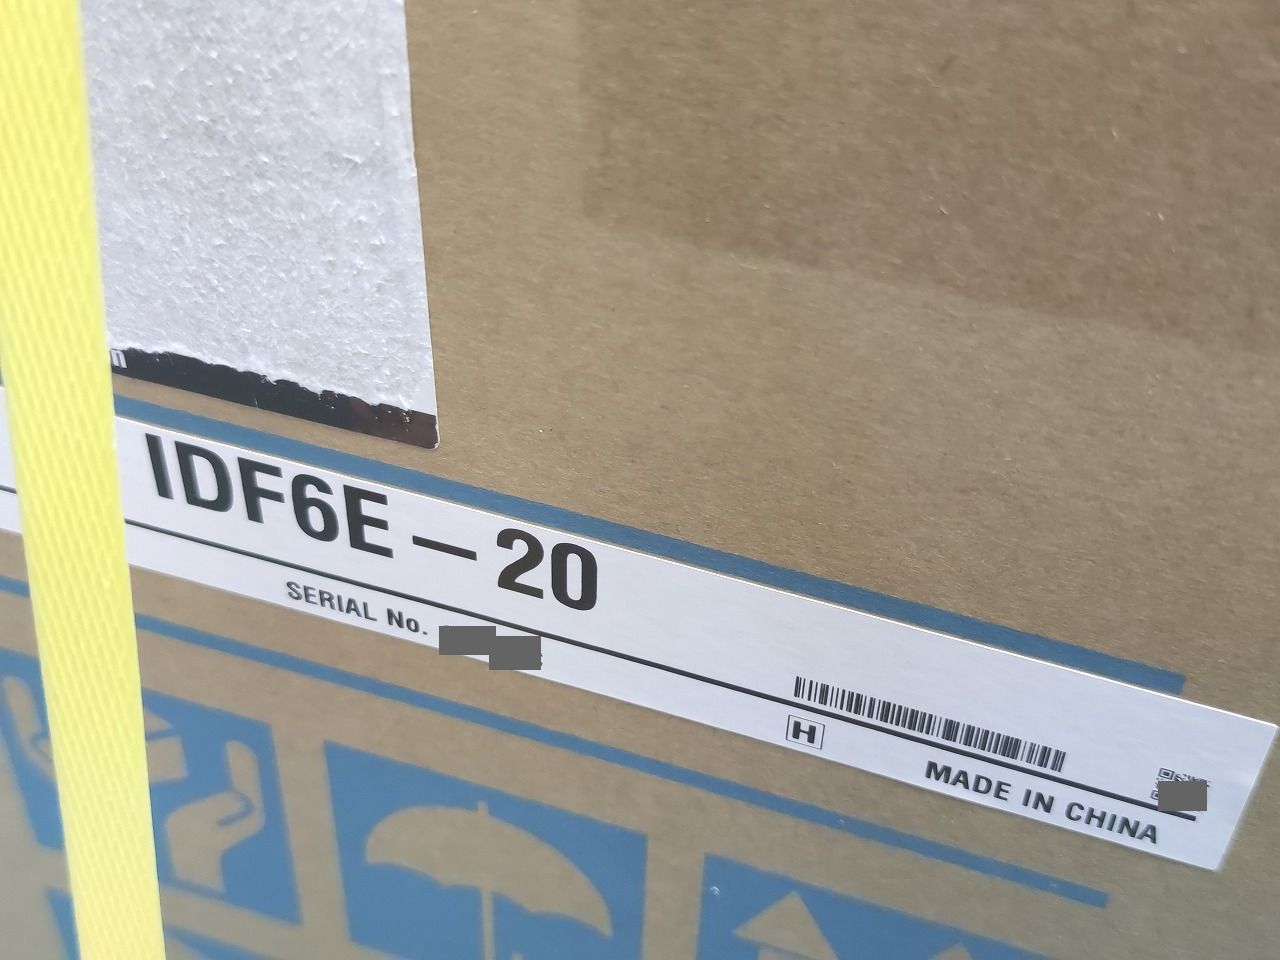 n
IDF6E-20
SERIAL No.
H
MADE IN CHINA